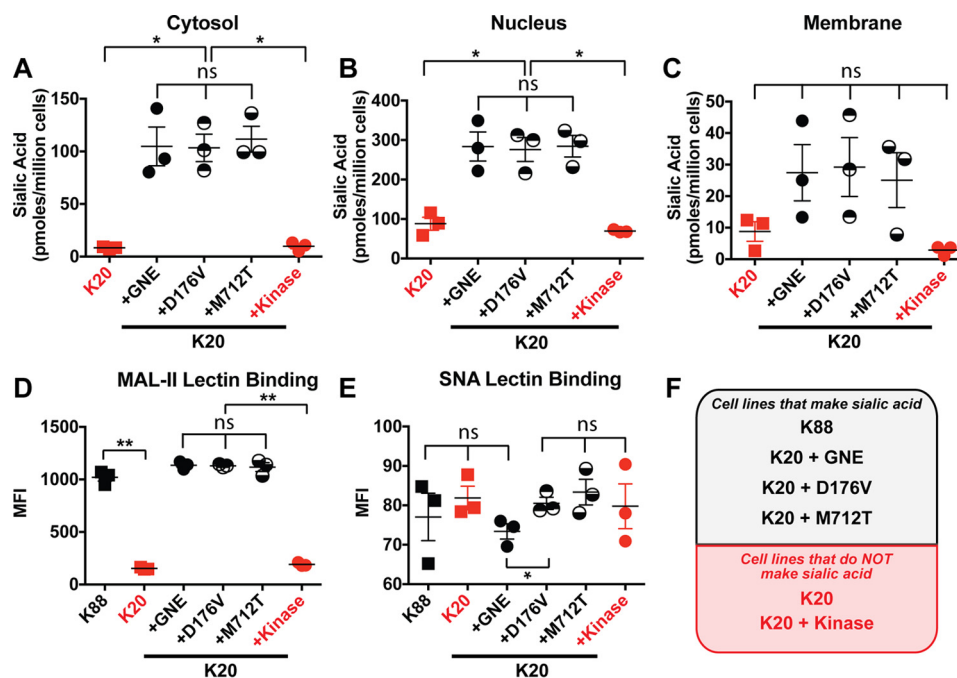 Cytosol
Nucleus
Membrane
A
*
*
ns
Sialic Acid
(pmoles/million cells)
150
100
50
0
K20
+GNE
+D176V
+M712T
+Kinase
K20
B
*
*
ns
Sialic Acid
(pmoles/million cells)
400
300
200
100
0
K20
+GNE
+D176V
+M712T
+Kinase
K20
C
ns
Sialic Acid
(pmoles/million cells)
50
40
30
20
10
0
K20
+GNE
+D176V
+M712T
+Kinase
K20
D
MAL-II Lectin Binding
**
ns
**
MFI
1500
1000
500
0
K88
K20
+GNE
+D176V
+M712T
+Kinase
K20
E
SNA Lectin Binding
ns
ns
*
MFI
100
90
80
70
60
K88
K20
+GNE
+D176V
+M712T
+Kinase
K20
F
Cell lines that make sialic acid
K88
K20 + GNE
K20 + D176V
K20 + M712T
Cell lines that do NOT
make sialic acid
K20
K20 + Kinase